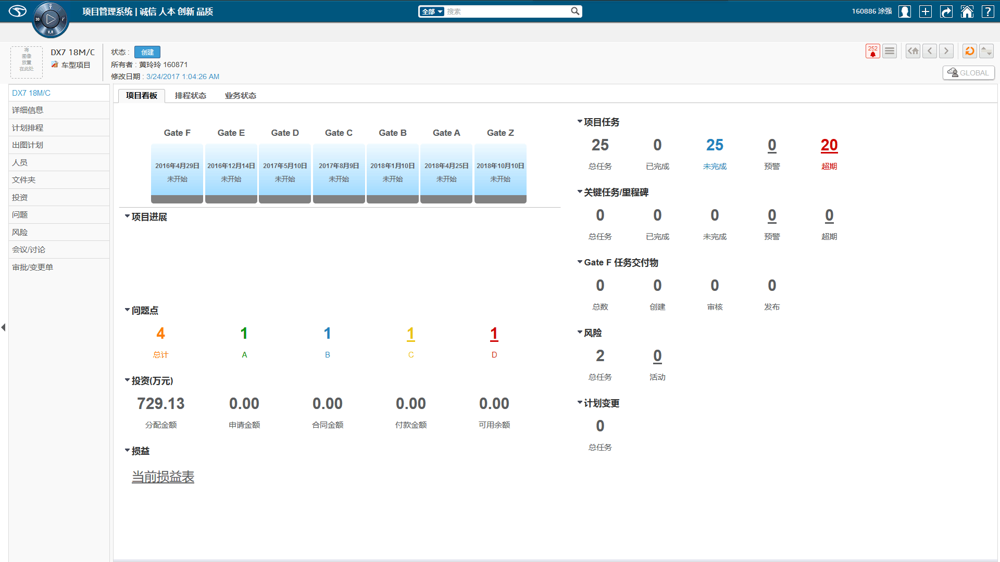 项目管理系统 | 诚信 人本 创新 品质
全部
搜索
160886 涂强
3D
V.R
将
图像
放置
在此处
DX7 18M/C
车型项目
状态 : 创建
所有者 : 黄玲玲 160871
修改日期 : 3/24/2017 1:04:26 AM
252
GLOBAL
DX7 18M/C
详细信息
计划排程
出图计划
人员
文件夹
投资
问题
风险
会议/讨论
审批/变更单
项目看板 排程状态 业务状态
Gate F Gate E Gate D Gate C Gate B Gate A Gate Z
2016年4月29日 2016年12月14日 2017年5月10日 2017年8月9日 2018年1月10日 2018年4月25日 2018年10月10日
未开始 未开始 未开始 未开始 未开始 未开始 未开始
项目进展
问题点
4 1 1 1 1
总计 A B C D
投资(万元)
729.13 0.00 0.00 0.00 0.00
分配金额 申请金额 合同金额 付款金额 可用余额
损益
当前损益表
项目任务
25 0 25 0 20
总任务 已完成 未完成 预警 超期
关键任务/里程碑
0 0 0 0 0
总任务 已完成 未完成 预警 超期
Gate F 任务交付物
0 0 0 0
总数 创建 审核 发布
风险
2 0
总任务 活动
计划变更
0
总任务